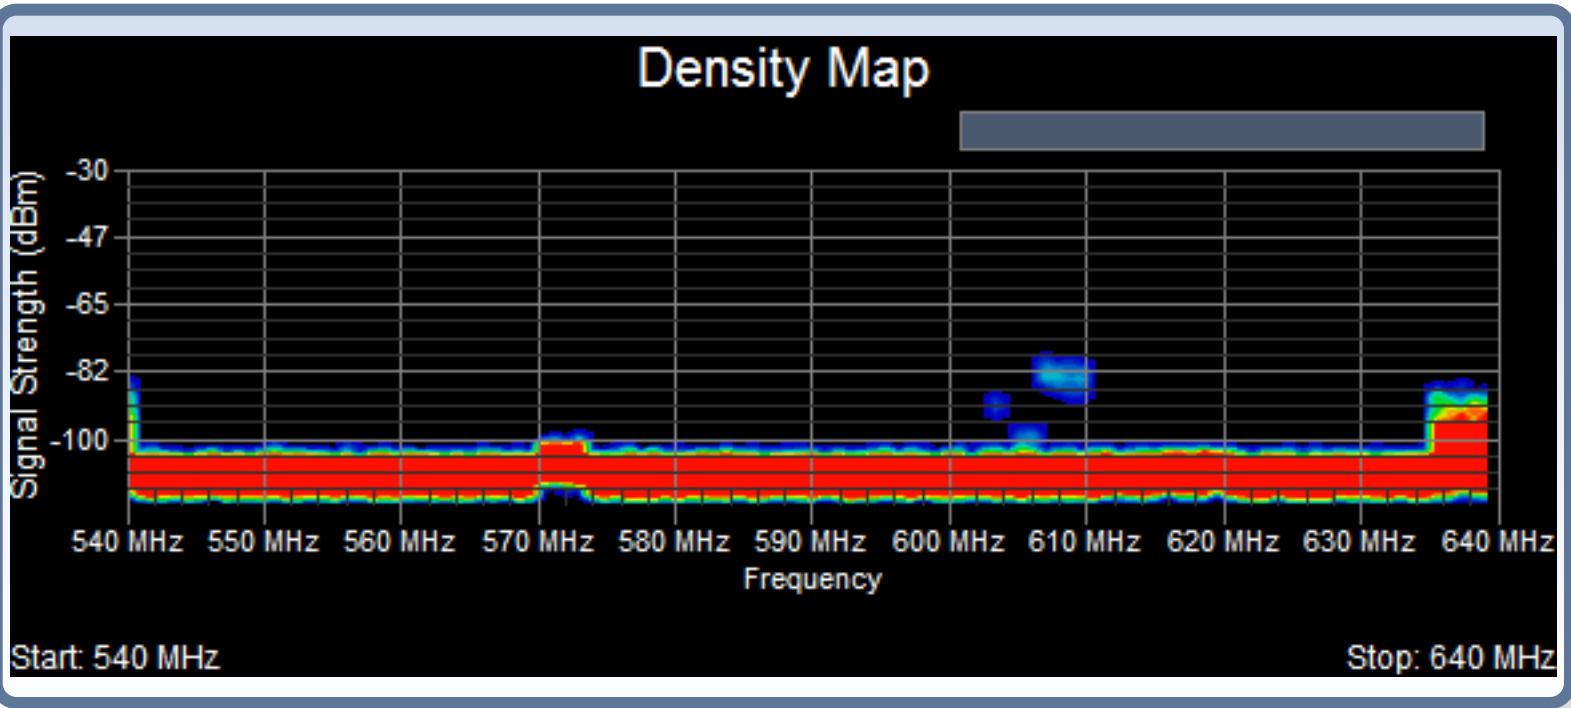 Density Map
Signal Strength (dBm)
-30
-47
-65
-82
-100
540 MHz 550 MHz 560 MHz 570 MHz 580 MHz 590 MHz 600 MHz 610 MHz 620 MHz 630 MHz 640 MHz
Frequency
Start: 540 MHz Stop: 640 MHz